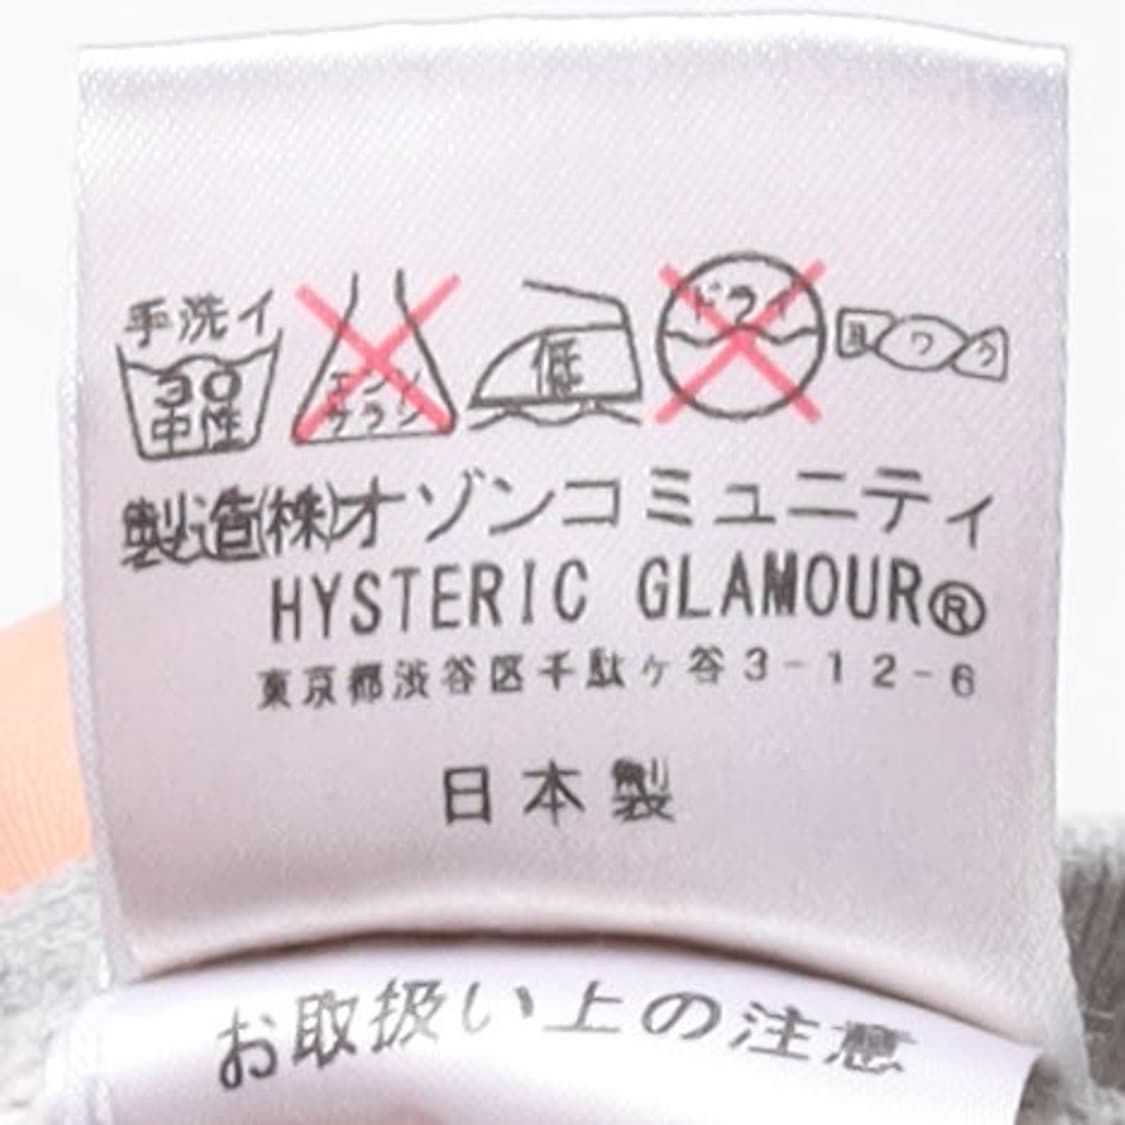 手洗イ
30
中性
エンソ
サラシ
低
ドライ
ヨワク
製造(株)オゾンコミュニティ
HYSTERIC GLAMOUR®
東京都渋谷区千駄ヶ谷3-12-6
日本製
お取扱い上の注意